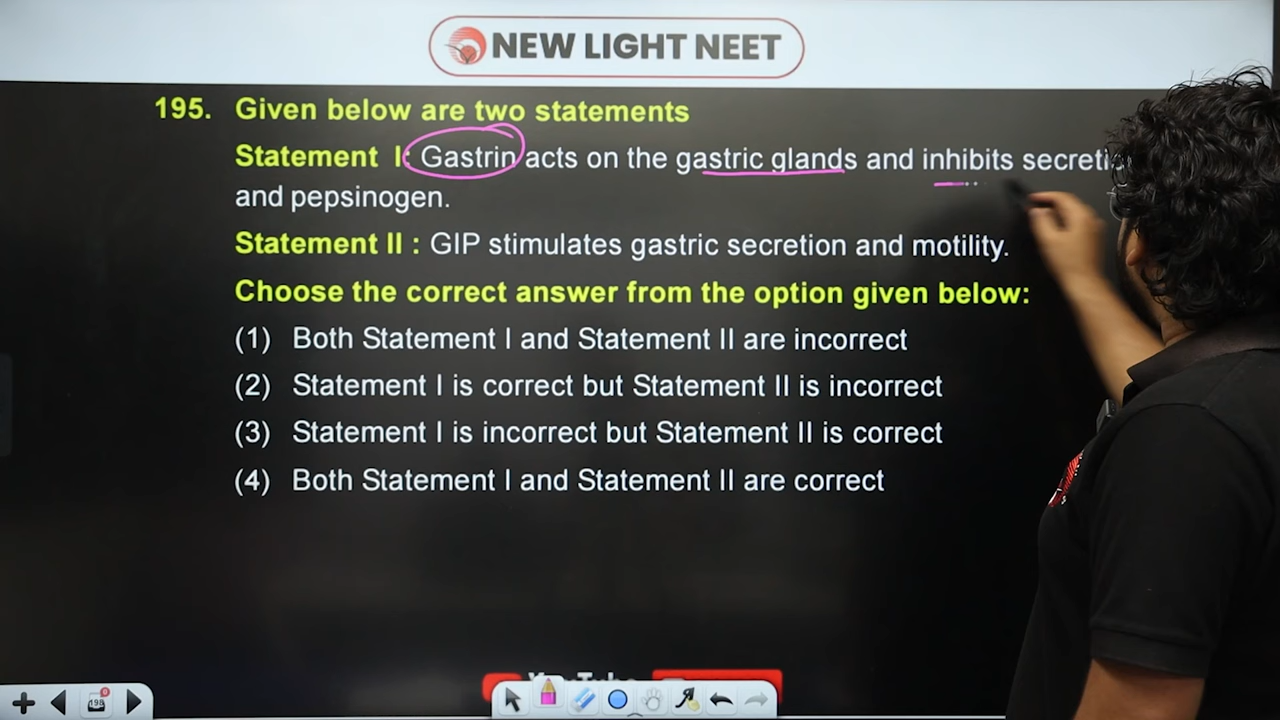 NEW LIGHT NEET
195. Given below are two statements
Statement I: Gastrin acts on the gastric glands and inhibits
and pepsinogen.
Statement II : GIP stimulates gastric secretion and motility.
Choose the correct answer from the option given below:
(1) Both Statement I and Statement II are incorrect
(2) Statement I is correct but Statement II is incorrect
(3) Statement I is incorrect but Statement II is correct
(4) Both Statement I and Statement II are correct
198